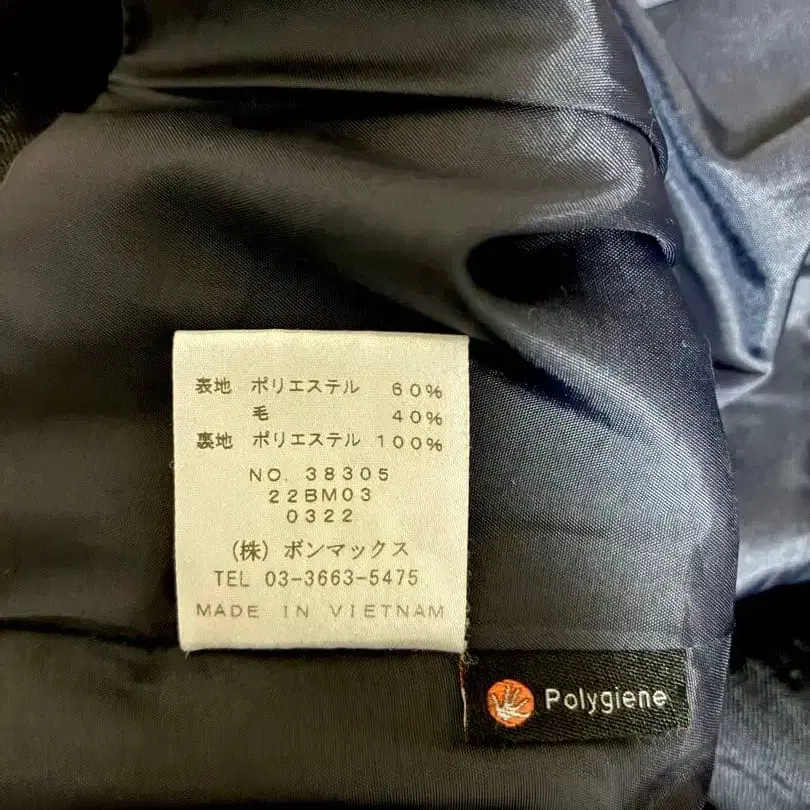 表地 ポリエステル 60%
毛 40%
裏地 ポリエステル 100%
NO. 38305
22BM03
0322
(株) ボンマックス
TEL 03-3663-5475
MADE IN VIETNAM
Polygiene